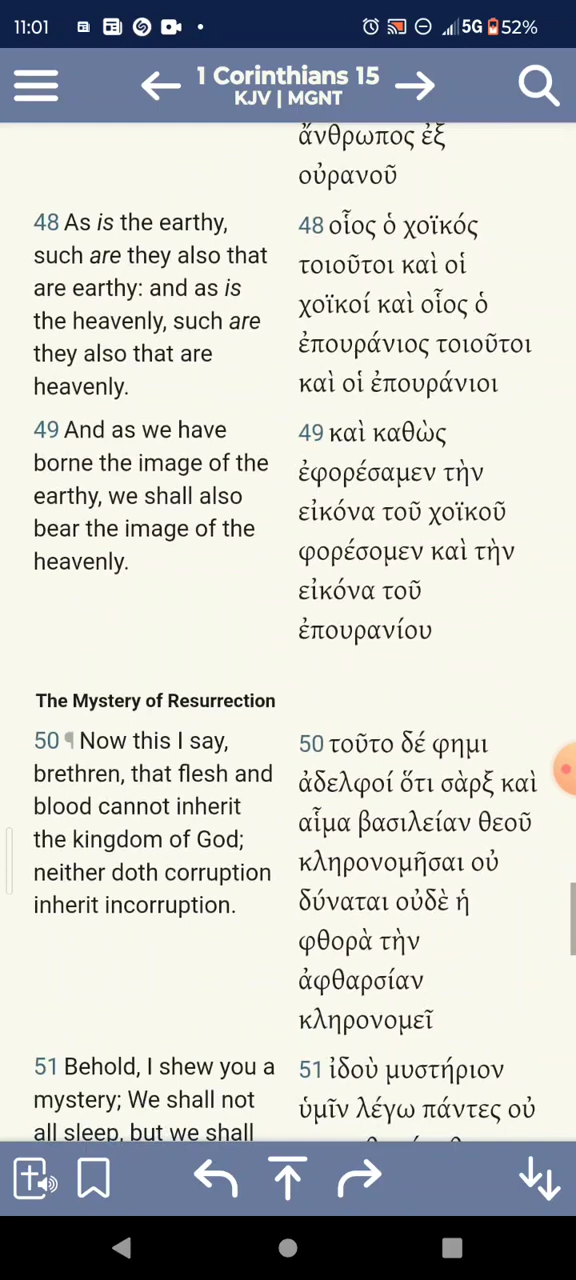 11:01
5G 52%
1 Corinthians 15
KJV | MGNT
ἄνθρωπος ἐξ
οὐρανοῦ
48 As is the earthy,
such are they also that
are earthy: and as is
the heavenly, such are
they also that are
heavenly.
48 οἷος ὁ χοϊκός
τοιοῦτοι καὶ οἱ
χοϊκοί καὶ οἷος ὁ
ἐπουράνιος τοιοῦτοι
καὶ οἱ ἐπουράνιοι
49 And as we have
borne the image of the
earthy, we shall also
bear the image of the
heavenly.
49 καὶ καθὼς
ἐφορέσαμεν τὴν
εἰκόνα τοῦ χοϊκοῦ
φορέσομεν καὶ τὴν
εἰκόνα τοῦ
ἐπουρανίου
The Mystery of Resurrection
50 ¶ Now this I say,
brethren, that flesh and
blood cannot inherit
the kingdom of God;
neither doth corruption
inherit incorruption.
50 τοῦτο δέ φημι
ἀδελφοί ὅτι σὰρξ καὶ
αἷμα βασιλείαν θεοῦ
κληρονομῆσαι οὐ
δύναται οὐδὲ ἡ
φθορὰ τὴν
ἀφθαρσίαν
κληρονομεῖ
51 Behold, I shew you a
mystery; We shall not
all sleep, but we shall
51 ἰδοὺ μυστήριον
ὑμῖν λέγω πάντες οὐ